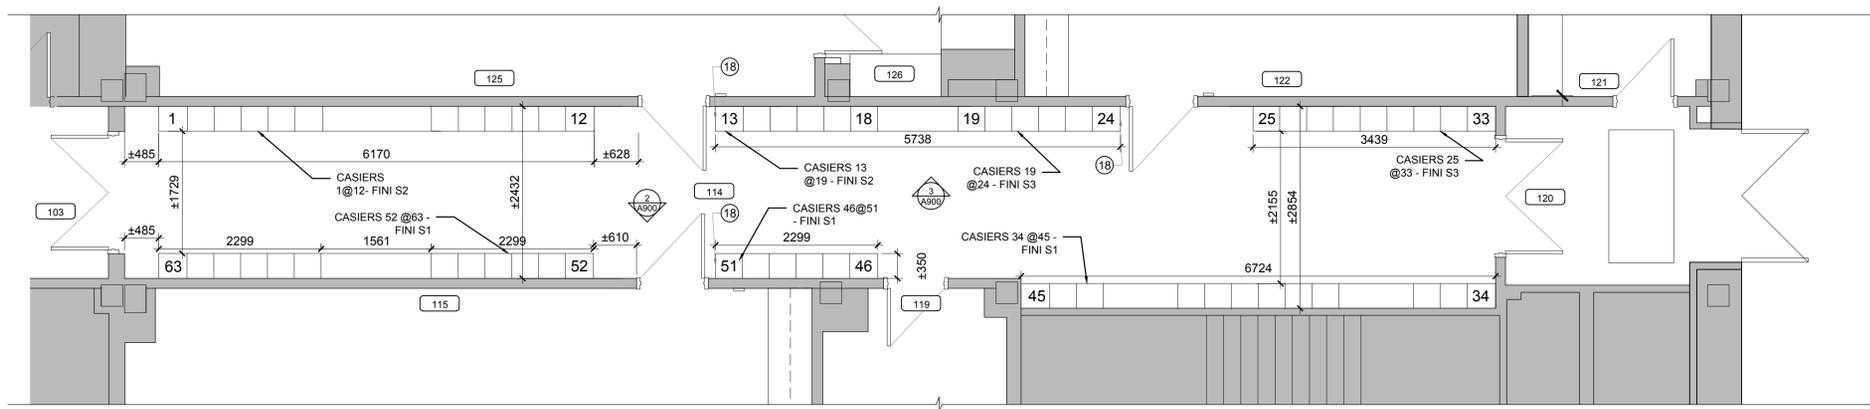 18
125
126
122
121
1
12
13
18
19
24
25
33
±485
6170
±628
5738
3439
18
CASIERS
1@12- FINI S2
CASIERS 13
@19 - FINI S2
CASIERS 19
@24 - FINI S3
CASIERS 25
@33 - FINI S3
±1729
±2432
±2155
±2854
103
114
120
2
A900
3
A900
18
CASIERS 52 @63 -
FINI S1
CASIERS 46@51
- FINI S1
CASIERS 34 @45 -
FINI S1
±485
2299
1561
2299
±610
2299
±350
6724
63
52
51
46
45
34
115
119